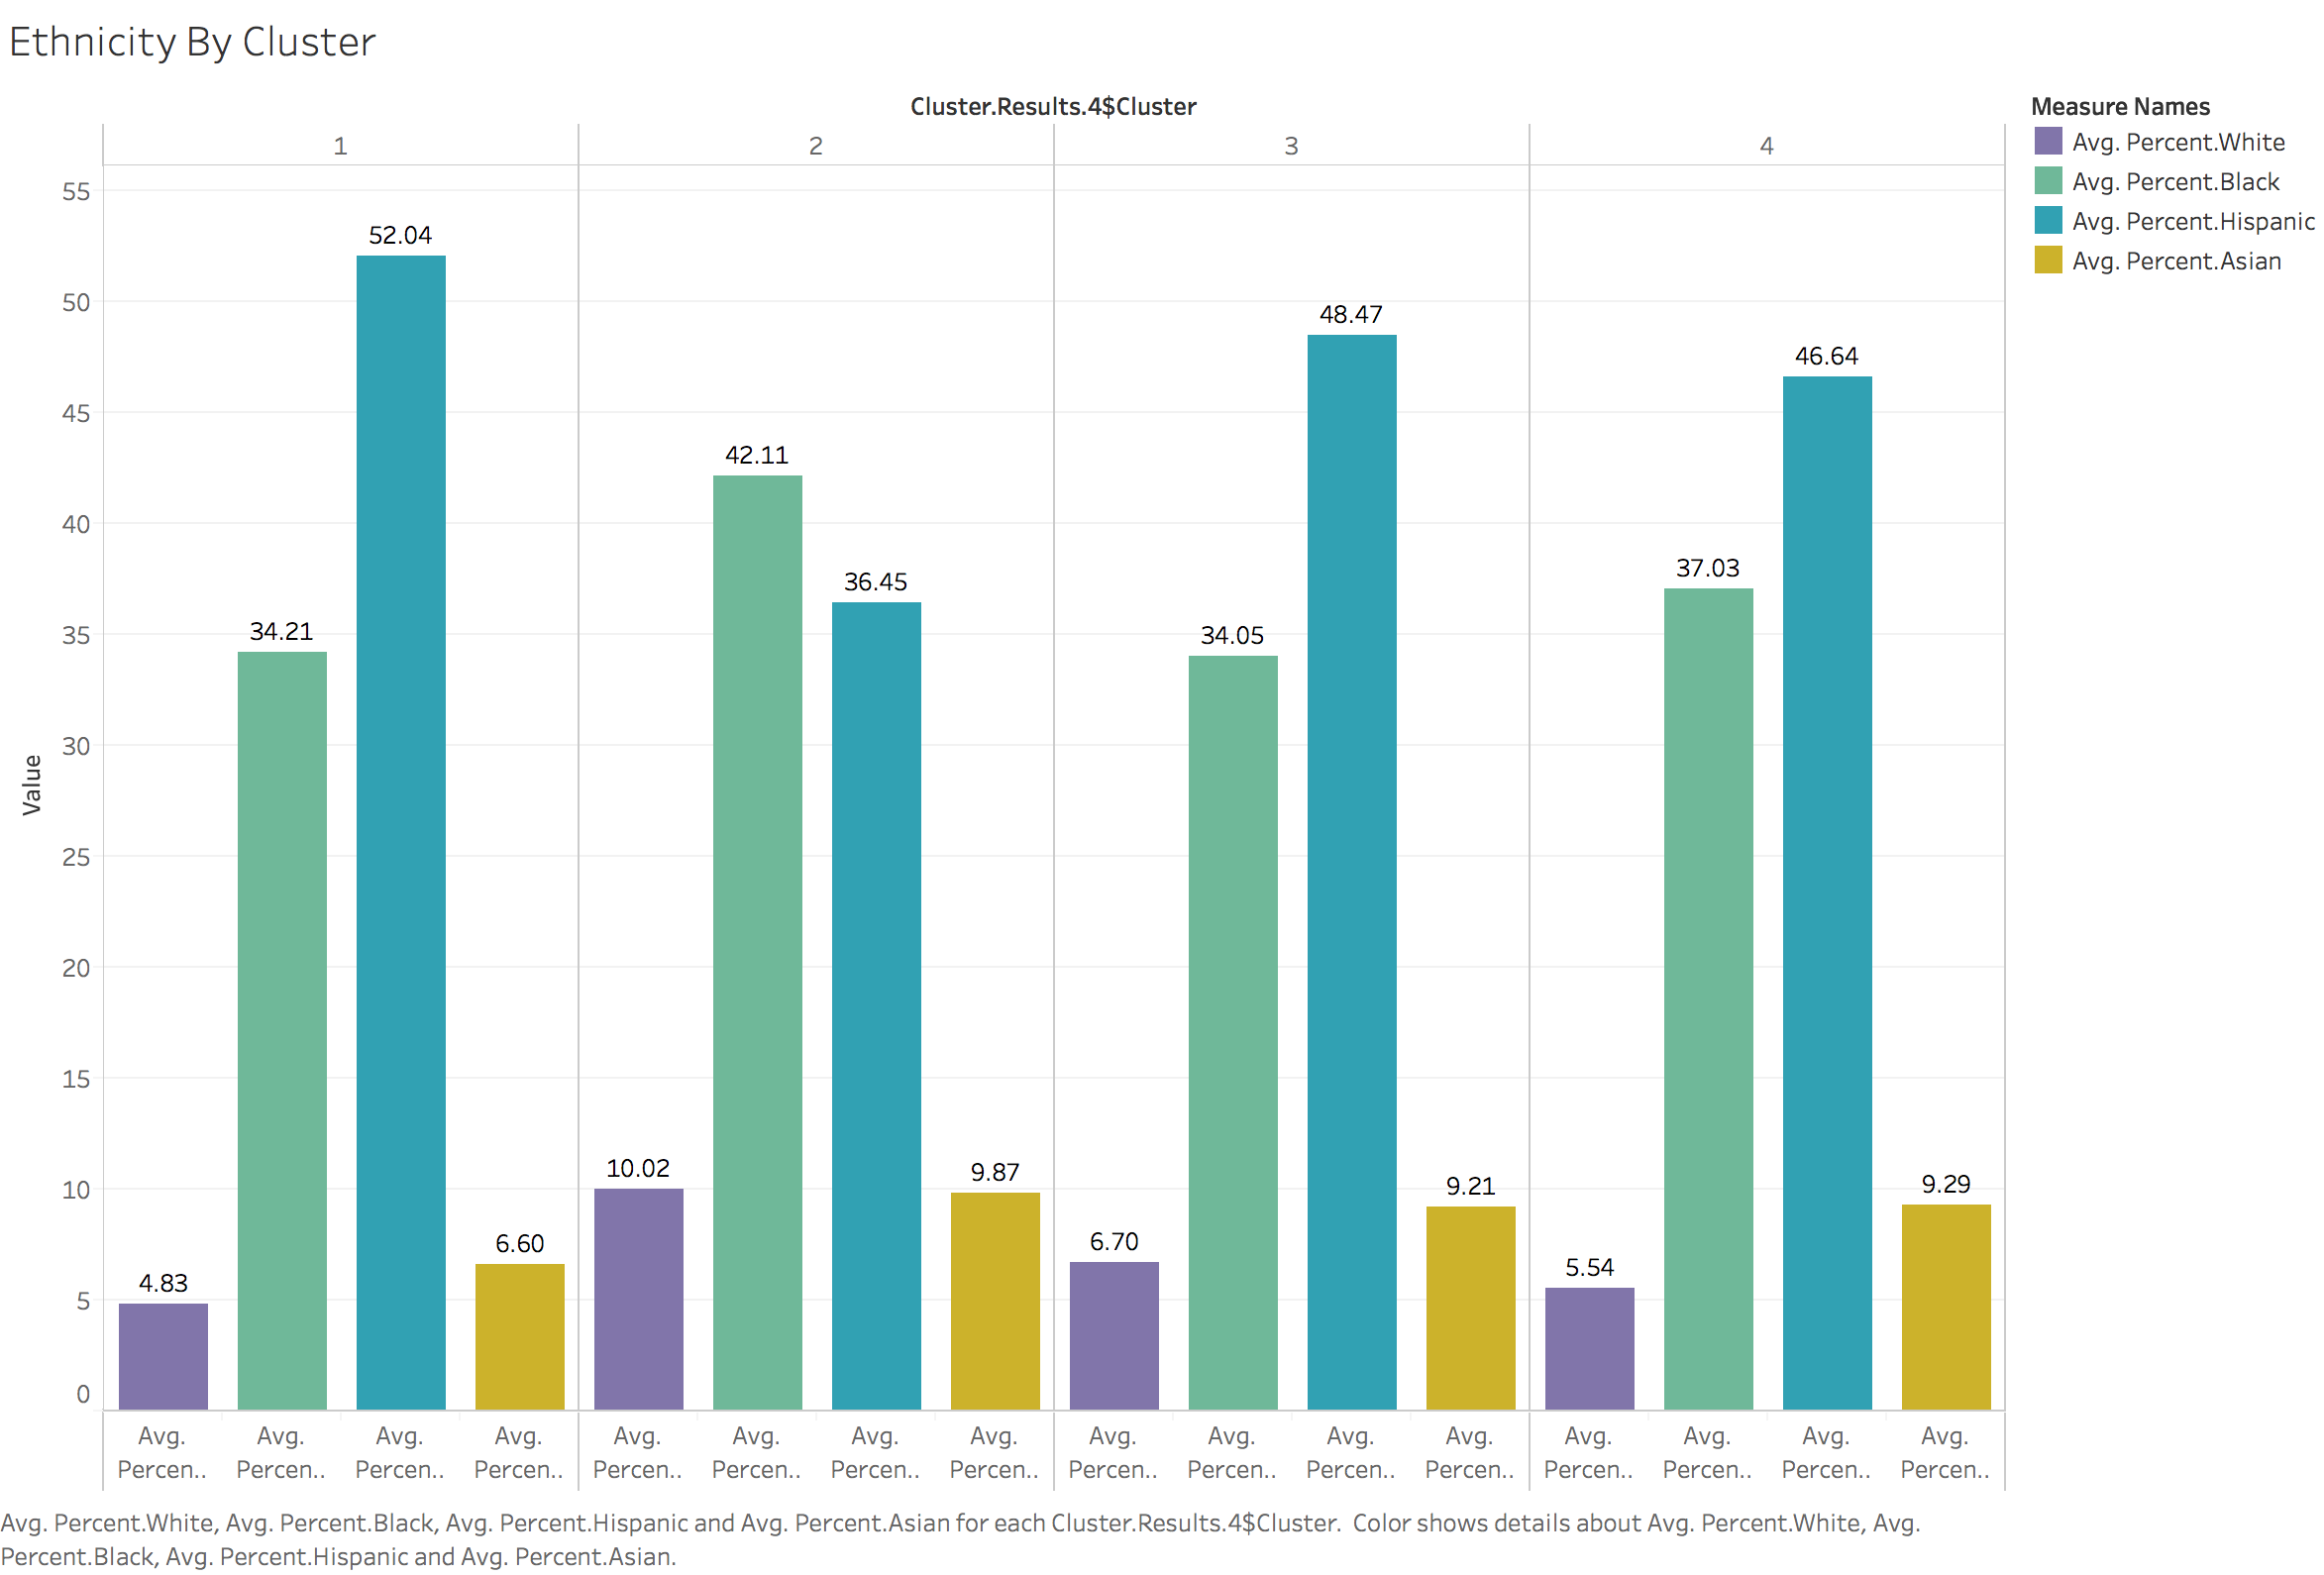 Ethnicity By Cluster
Cluster.Results.4$Cluster
1 2 3 4
Measure Names
Avg. Percent.White
Avg. Percent.Black
Avg. Percent.Hispanic
Avg. Percent.Asian
Value
55
50
45
40
35
30
25
20
15
10
5
0
4.83
34.21
52.04
6.60
10.02
42.11
36.45
9.87
6.70
34.05
48.47
9.21
5.54
37.03
46.64
9.29
Avg. Avg. Avg. Avg. Avg. Avg. Avg. Avg. Avg. Avg. Avg. Avg. Avg. Avg. Avg. Avg.
Percen.. Percen.. Percen.. Percen.. Percen.. Percen.. Percen.. Percen.. Percen.. Percen.. Percen.. Percen.. Percen.. Percen.. Percen.. Percen..
Avg. Percent.White, Avg. Percent.Black, Avg. Percent.Hispanic and Avg. Percent.Asian for each Cluster.Results.4$Cluster.  Color shows details about Avg. Percent.White, Avg.
Percent.Black, Avg. Percent.Hispanic and Avg. Percent.Asian.